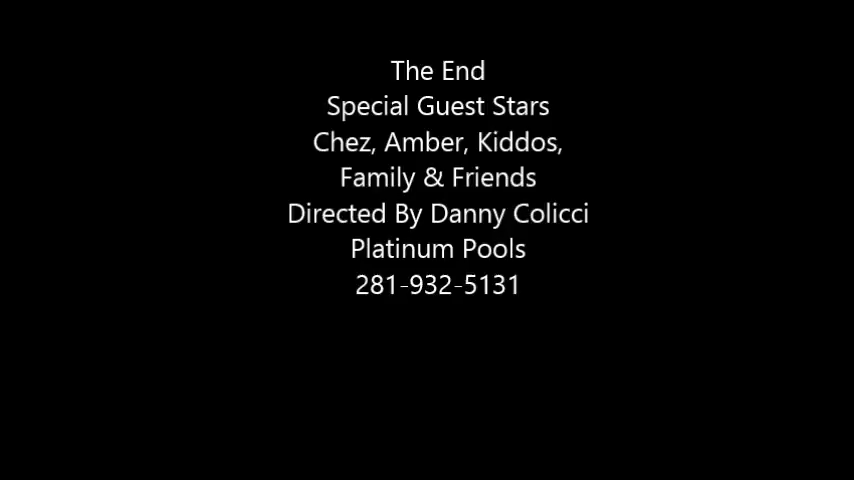 The End
Special Guest Stars
Chez, Amber, Kiddos,
Family & Friends
Directed By Danny Colicci
Platinum Pools
281-932-5131